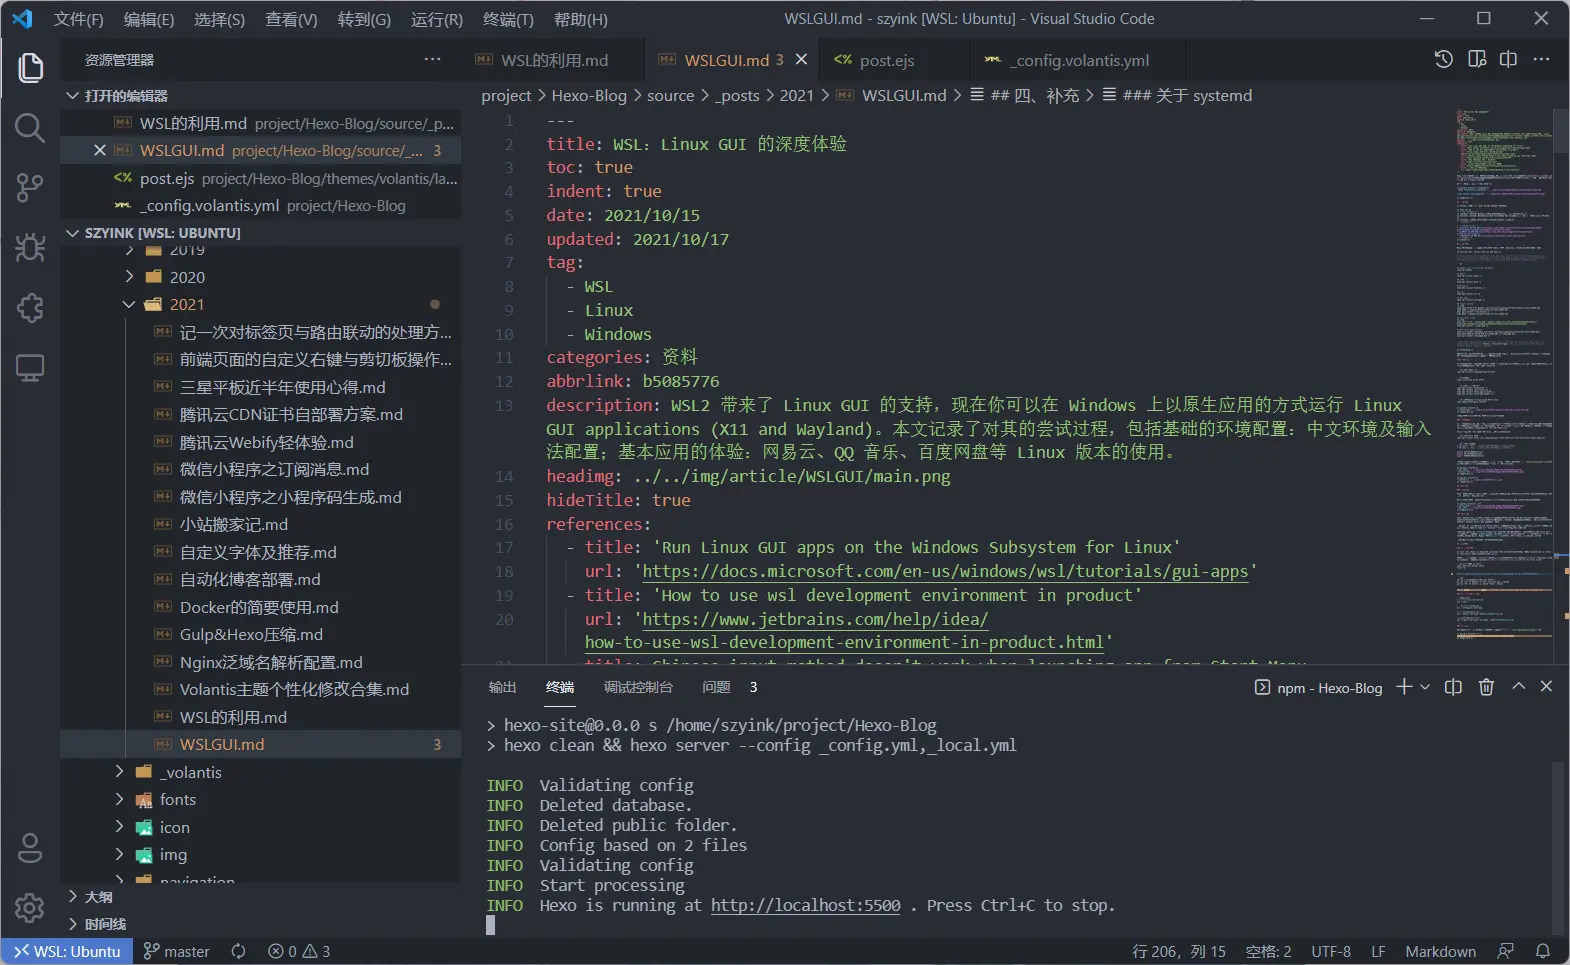 文件(F) 编辑(E) 选择(S) 查看(V) 转到(G) 运行(R) 终端(T) 帮助(H) WSLGUI.md - szyink [WSL: Ubuntu] - Visual Studio Code
资源管理器 ···
打开的编辑器
WSL的利用.md project/Hexo-Blog/source/_p...
WSLGUI.md project/Hexo-Blog/source/_... 3
<% post.ejs project/Hexo-Blog/themes/volantis/la...
YML _config.volantis.yml project/Hexo-Blog
SZYINK [WSL: UBUNTU]
2019
2020
2021
记一次对标签页与路由联动的处理方...
前端页面的自定义右键与剪切板操作...
三星平板近半年使用心得.md
腾讯云CDN证书自部署方案.md
腾讯云Webify轻体验.md
微信小程序之订阅消息.md
微信小程序之小程序码生成.md
小站搬家记.md
自定义字体及推荐.md
自动化博客部署.md
Docker的简要使用.md
Gulp&Hexo压缩.md
Nginx泛域名解析配置.md
Volantis主题个性化修改合集.md
WSL的利用.md
WSLGUI.md 3
_volantis
fonts
icon
img
navigation
大纲
时间线
WSL的利用.md WSLGUI.md 3 <% post.ejs YML _config.volantis.yml
project > Hexo-Blog > source > _posts > 2021 > WSLGUI.md > ## 四、补充 > ### 关于 systemd
1 ---
2 title: WSL：Linux GUI 的深度体验
3 toc: true
4 indent: true
5 date: 2021/10/15
6 updated: 2021/10/17
7 tag:
8 - WSL
9 - Linux
10 - Windows
11 categories: 资料
12 abbrlink: b5085776
13 description: WSL2 带来了 Linux GUI 的支持，现在你可以在 Windows 上以原生应用的方式运行 Linux
GUI applications (X11 and Wayland)。本文记录了对其的尝试过程，包括基础的环境配置：中文环境及输入
法配置；基本应用的体验：网易云、QQ 音乐、百度网盘等 Linux 版本的使用。
14 headimg: ../../img/article/WSLGUI/main.png
15 hideTitle: true
16 references:
17 - title: 'Run Linux GUI apps on the Windows Subsystem for Linux'
18 url: 'https://docs.microsoft.com/en-us/windows/wsl/tutorials/gui-apps'
19 - title: 'How to use wsl development environment in product'
20 url: 'https://www.jetbrains.com/help/idea/
how-to-use-wsl-development-environment-in-product.html'
21 - title: Chinese input method doesn't work when launching app from Start Menu
输出 终端 调试控制台 问题 3 npm - Hexo-Blog
> hexo-site@0.0.0 s /home/szyink/project/Hexo-Blog
> hexo clean && hexo server --config _config.yml,_local.yml
INFO Validating config
INFO Deleted database.
INFO Deleted public folder.
INFO Config based on 2 files
INFO Validating config
INFO Start processing
INFO Hexo is running at http://localhost:5500 . Press Ctrl+C to stop.
WSL: Ubuntu master 0 3 行 206，列 15 空格: 2 UTF-8 LF Markdown